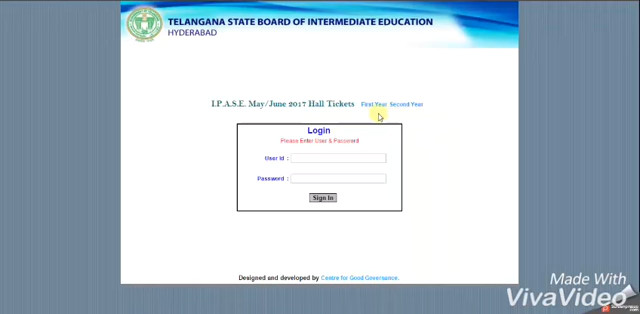 TELANGANA STATE BOARD OF INTERMEDIATE EDUCATION
HYDERABAD
I.P.A.S.E. May/June 2017 Hall Tickets First Year Second Year
Login
Please Enter User & Password
User Id :
Password :
Sign In
Designed and developed by Centre for Good Governance.
Made With
VivaVideo